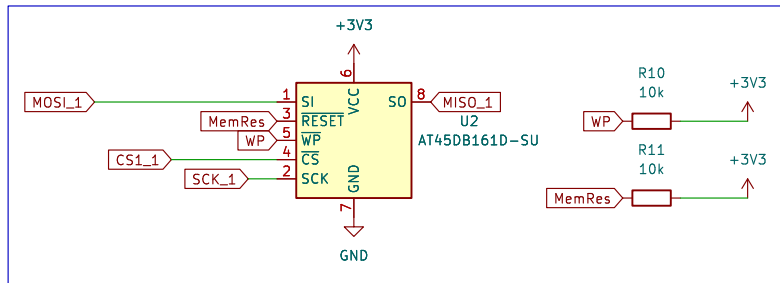 +3V3
6
VCC
MOSI_1
1
SI
SO
8
MISO_1
MemRes
3
RESET
U2
WP
5
WP
AT45DB161D-SU
CS1_1
4
CS
SCK_1
2
SCK
GND
7
GND
R10
10k
+3V3
WP
R11
10k
+3V3
MemRes